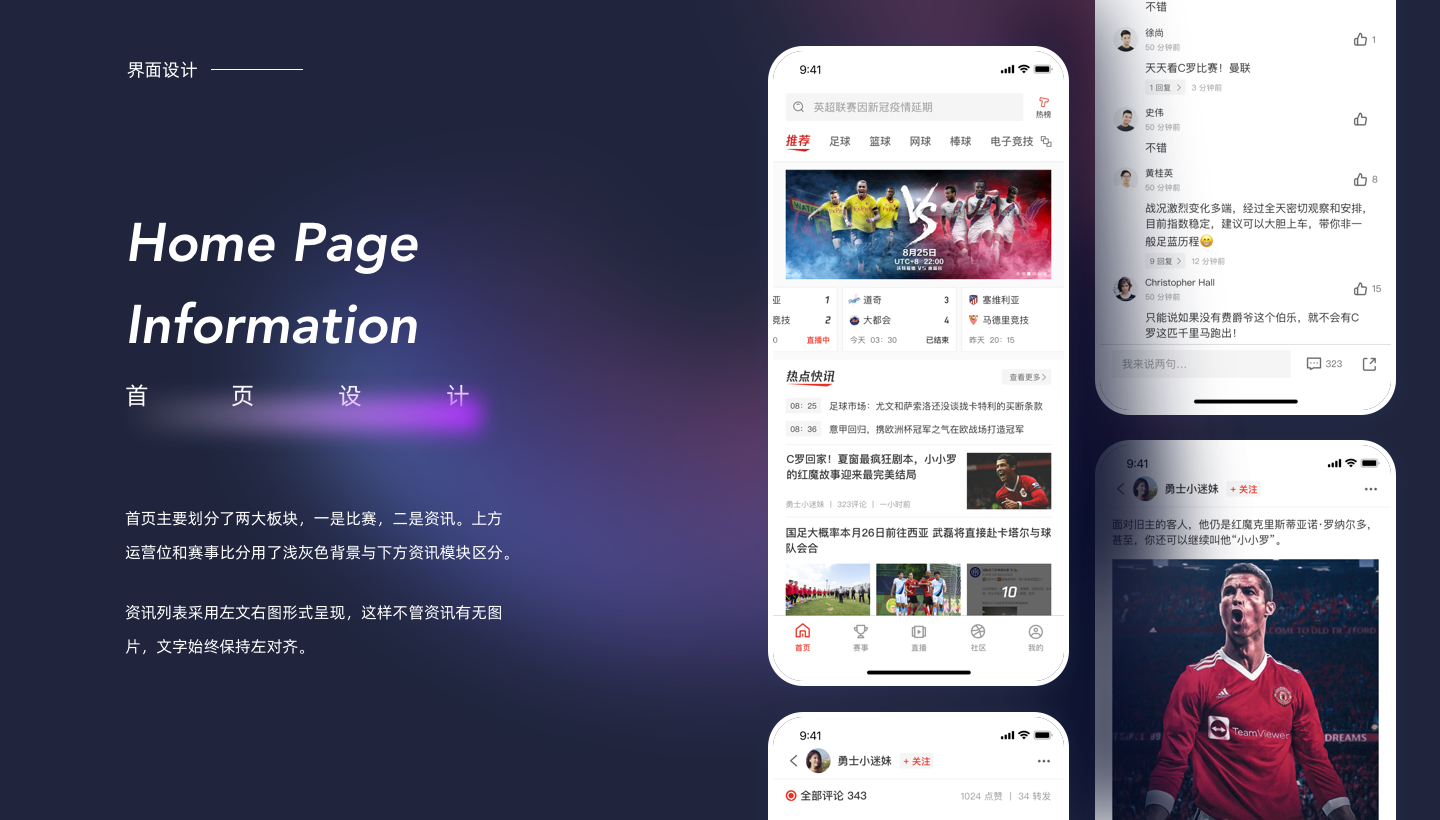 界面设计
Home Page
Information
首 页 设 计
首页主要划分了两大板块，一是比赛，二是资讯。上方
运营位和赛事比分用了浅灰色背景与下方资讯模块区分。
资讯列表采用左文右图形式呈现，这样不管资讯有无图
片，文字始终保持左对齐。
9:41
英超联赛因新冠疫情延期
热榜
推荐 足球 篮球 网球 棒球 电子竞技
VS
8月25日
UTC+8 22:00
亚 1
竞技 2
0 直播中
道奇 3
大都会 4
今天 03：30 已结束
塞维利亚
马德里竞技
昨天 20：15
热点快讯
查看更多
08：25 足球市场：尤文和萨索洛还没谈拢卡特利的买断条款
08：36 意甲回归，携欧洲杯冠军之气在欧战场打造冠军
C罗回家！夏窗最疯狂剧本，小小罗
的红魔故事迎来最完美结局
勇士小迷妹 | 323评论 | 一小时前
国足大概率本月26日前往西亚 武磊将直接赴卡塔尔与球
队会合
10
首页 赛事 直播 社区 我的
9:41
勇士小迷妹 + 关注
全部评论 343
1024 点赞 | 34 转发
不错
徐尚
50 分钟前
1
天天看C罗比赛！曼联
1 回复 3 分钟前
史伟
50 分钟前
不错
黄桂英
50 分钟前
8
战况激烈变化多端，经过全天密切观察和安排，
目前指数稳定，建议可以大胆上车，带你非一
般足蓝历程😁
9 回复 12 分钟前
Christopher Hall
50 分钟前
15
只能说如果没有费爵爷这个伯乐，就不会有C
罗这匹千里马跑出！
我来说两句...
323
9:41
勇士小迷妹 + 关注
面对旧主的客人，他仍是红魔克里斯蒂亚诺·罗纳尔多，
甚至，你还可以继续叫他“小小罗”。
COME TO OLD TRAFFORD
TeamViewer
DREAMS